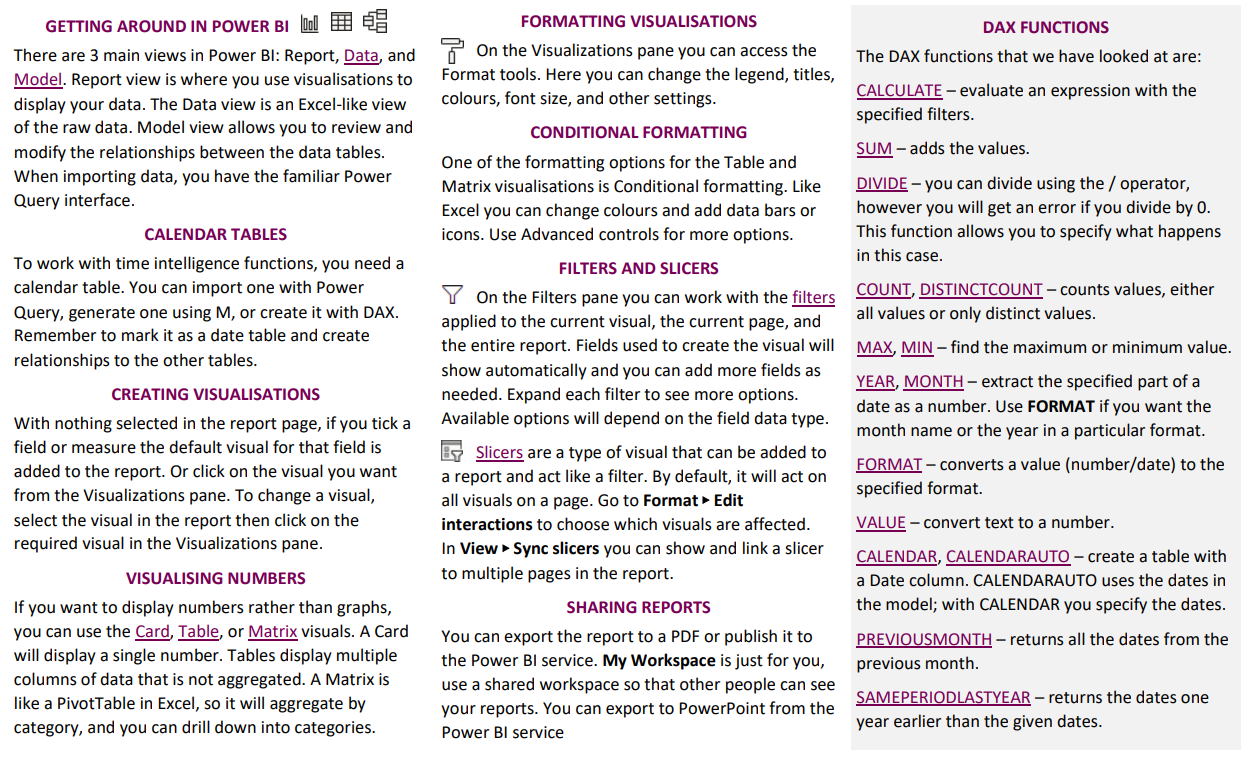 GETTING AROUND IN POWER BI
There are 3 main views in Power BI: Report, Data, and
Model. Report view is where you use visualisations to
display your data. The Data view is an Excel-like view
of the raw data. Model view allows you to review and
modify the relationships between the data tables.
When importing data, you have the familiar Power
Query interface.
CALENDAR TABLES
To work with time intelligence functions, you need a
calendar table. You can import one with Power
Query, generate one using M, or create it with DAX.
Remember to mark it as a date table and create
relationships to the other tables.
CREATING VISUALISATIONS
With nothing selected in the report page, if you tick a
field or measure the default visual for that field is
added to the report. Or click on the visual you want
from the Visualizations pane. To change a visual,
select the visual in the report then click on the
required visual in the Visualizations pane.
VISUALISING NUMBERS
If you want to display numbers rather than graphs,
you can use the Card, Table, or Matrix visuals. A Card
will display a single number. Tables display multiple
columns of data that is not aggregated. A Matrix is
like a PivotTable in Excel, so it will aggregate by
category, and you can drill down into categories.
FORMATTING VISUALISATIONS
On the Visualizations pane you can access the
Format tools. Here you can change the legend, titles,
colours, font size, and other settings.
CONDITIONAL FORMATTING
One of the formatting options for the Table and
Matrix visualisations is Conditional formatting. Like
Excel you can change colours and add data bars or
icons. Use Advanced controls for more options.
FILTERS AND SLICERS
On the Filters pane you can work with the filters
applied to the current visual, the current page, and
the entire report. Fields used to create the visual will
show automatically and you can add more fields as
needed. Expand each filter to see more options.
Available options will depend on the field data type.
Slicers are a type of visual that can be added to
a report and act like a filter. By default, it will act on
all visuals on a page. Go to Format ▸ Edit
interactions to choose which visuals are affected.
In View ▸ Sync slicers you can show and link a slicer
to multiple pages in the report.
SHARING REPORTS
You can export the report to a PDF or publish it to
the Power BI service. My Workspace is just for you,
use a shared workspace so that other people can see
your reports. You can export to PowerPoint from the
Power BI service
DAX FUNCTIONS
The DAX functions that we have looked at are:
CALCULATE – evaluate an expression with the
specified filters.
SUM – adds the values.
DIVIDE – you can divide using the / operator,
however you will get an error if you divide by 0.
This function allows you to specify what happens
in this case.
COUNT, DISTINCTCOUNT – counts values, either
all values or only distinct values.
MAX, MIN – find the maximum or minimum value.
YEAR, MONTH – extract the specified part of a
date as a number. Use FORMAT if you want the
month name or the year in a particular format.
FORMAT – converts a value (number/date) to the
specified format.
VALUE – convert text to a number.
CALENDAR, CALENDARAUTO – create a table with
a Date column. CALENDARAUTO uses the dates in
the model; with CALENDAR you specify the dates.
PREVIOUSMONTH – returns all the dates from the
previous month.
SAMEPERIODLASTYEAR – returns the dates one
year earlier than the given dates.